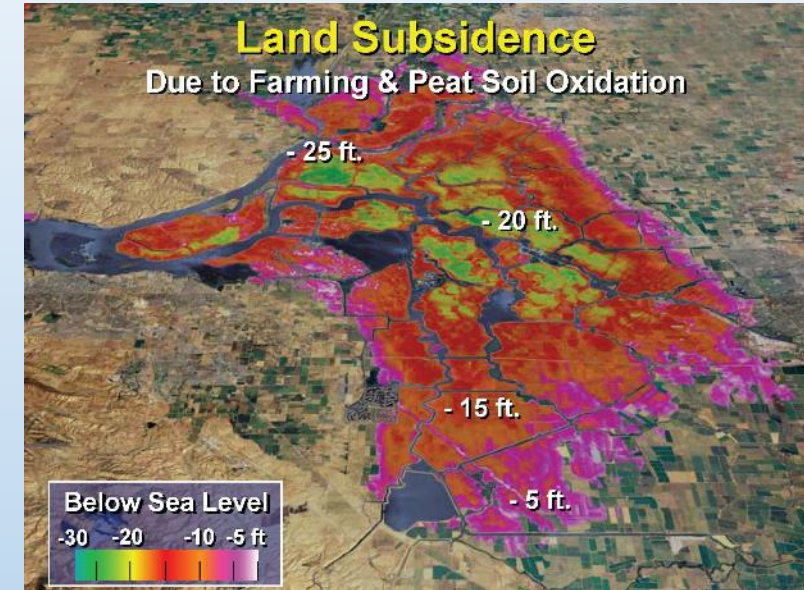 Land Subsidence
Due to Farming & Peat Soil Oxidation
- 25 ft.
- 20 ft.
- 15 ft.
- 5 ft.
Below Sea Level
-30 -20 -10 -5 ft